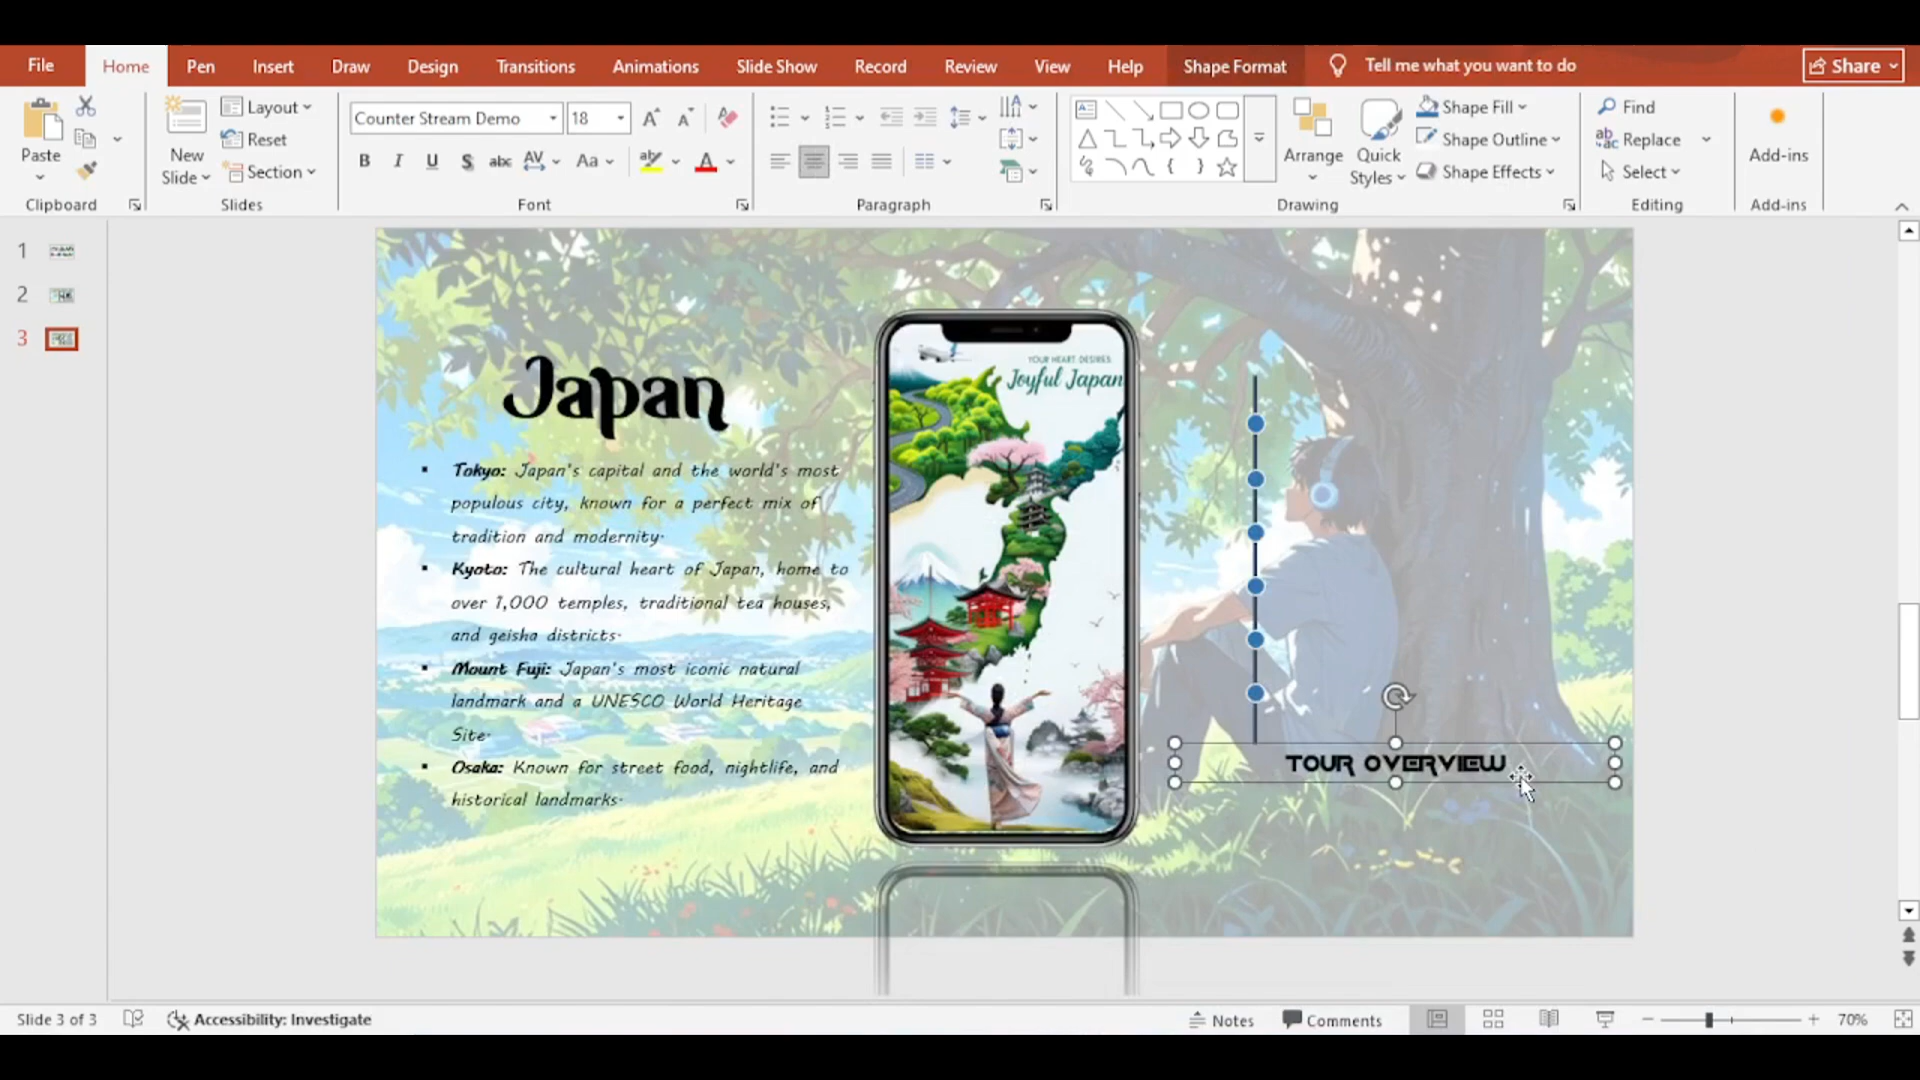 File Home Pen Insert Draw Design Transitions Animations Slide Show Record Review View Help Shape Format Tell me what you want to do Share
Paste
New Slide
Layout
Reset
Section
Counter Stream Demo 18
B I U S abc AV Aa A
Arrange
Quick Styles
Shape Fill
Shape Outline
Shape Effects
Find
Replace
Select
Add-ins
Clipboard Slides Font Paragraph Drawing Editing Add-ins
1
2
3
Japan
Tokyo: Japan's capital and the world's most
populous city, known for a perfect mix of
tradition and modernity.
Kyoto: The cultural heart of Japan, home to
over 1,000 temples, traditional tea houses,
and geisha districts.
Mount Fuji: Japan's most iconic natural
landmark and a UNESCO World Heritage
Site.
Osaka: Known for street food, nightlife, and
historical landmarks.
YOUR HEART DESIRES:
Joyful Japan
TOUR OVERVIEW
Slide 3 of 3 Accessibility: Investigate Notes Comments 70%